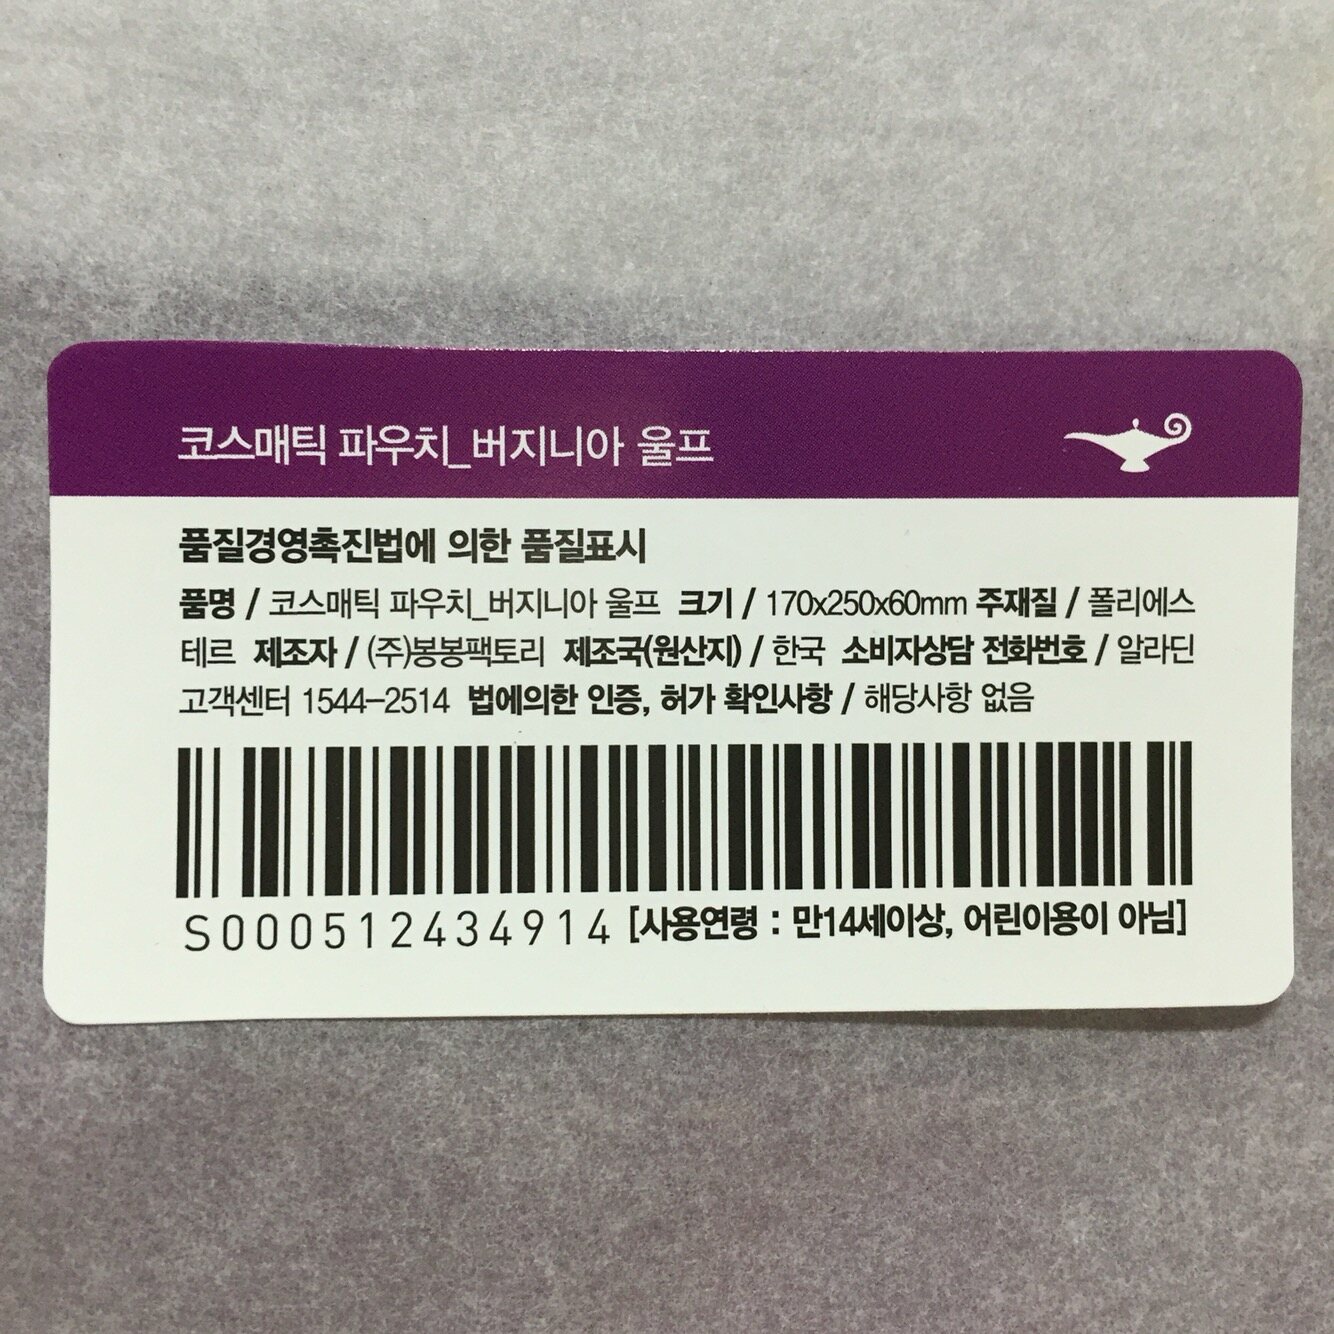 코스매틱 파우치_버지니아 울프
품질경영촉진법에 의한 품질표시
품명 / 코스매틱 파우치_버지니아 울프 크기 / 170x250x60mm 주재질 / 폴리에스
테르 제조자 / (주)봉봉팩토리 제조국(원산지) / 한국 소비자상담 전화번호 / 알라딘
고객센터 1544-2514 법에의한 인증, 허가 확인사항 / 해당사항 없음
S000512434914 [사용연령 : 만14세이상, 어린이용이 아님]